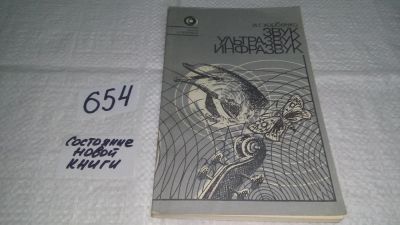 654
состояние
новой
книги
ЗВУК
УЛЬТРАЗВУК
ИНФРАЗВУК